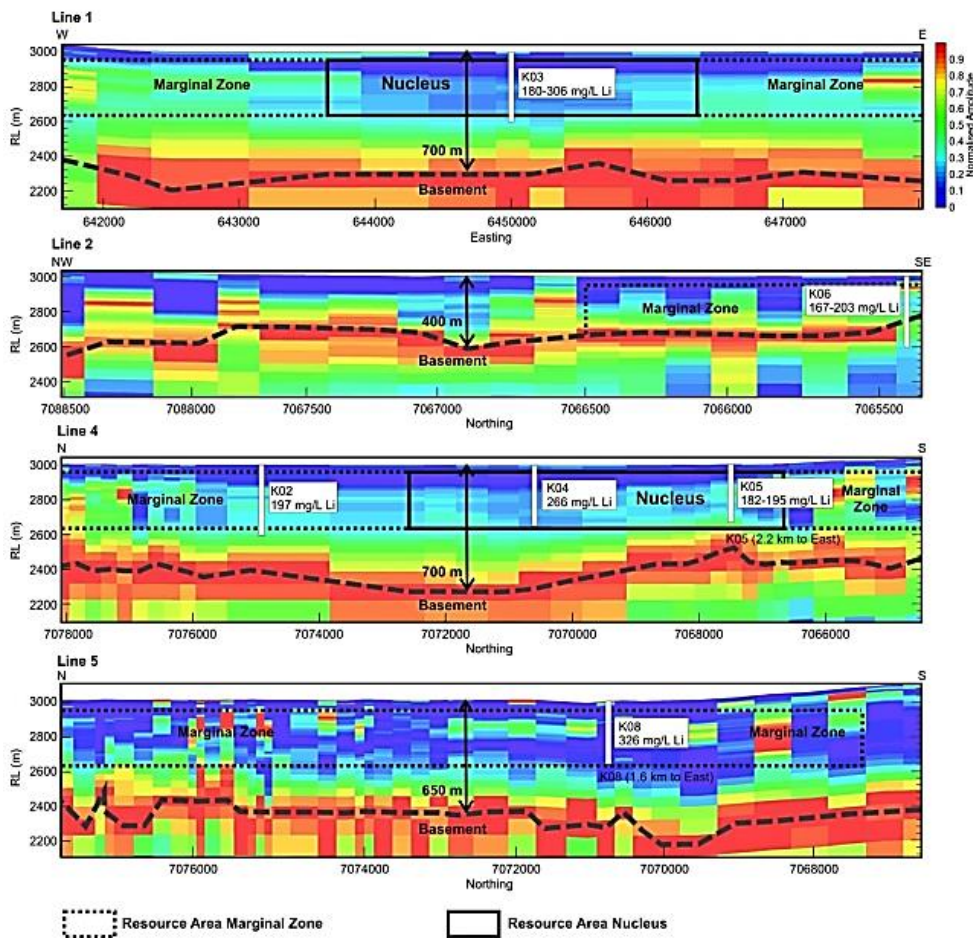 Line 1
W
E
3000
2800
2600
2400
2200
RL (m)
Marginal Zone
Nucleus
K03
180-306 mg/L Li
Marginal Zone
700 m
Basement
642000
643000
644000
645000
646000
647000
Easting
0.9
0.8
0.7
0.6
0.5
0.4
0.3
0.2
0.1
0
Normalised Amplitude
Line 2
NW
SE
3000
2800
2600
2400
RL (m)
400 m
Marginal Zone
K06
167-203 mg/L Li
Basement
7088500
7088000
7067500
7067000
7066500
7066000
7065500
Northing
Line 4
N
S
3000
2800
2600
2400
2200
RL (m)
Marginal Zone
K02
197 mg/L Li
K04
266 mg/L Li
Nucleus
K05
182-195 mg/L Li
Marginal
Zone
K05 (2.2 km to East)
700 m
Basement
7078000
7076000
7074000
7072000
7070000
7068000
7066000
Northing
Line 5
N
S
3000
2800
2600
2400
2200
RL (m)
Marginal Zone
K08
326 mg/L Li
Marginal Zone
K08 (1.6 km to East)
650 m
Basement
7076000
7074000
7072000
7070000
7068000
Northing
Resource Area Marginal Zone
Resource Area Nucleus